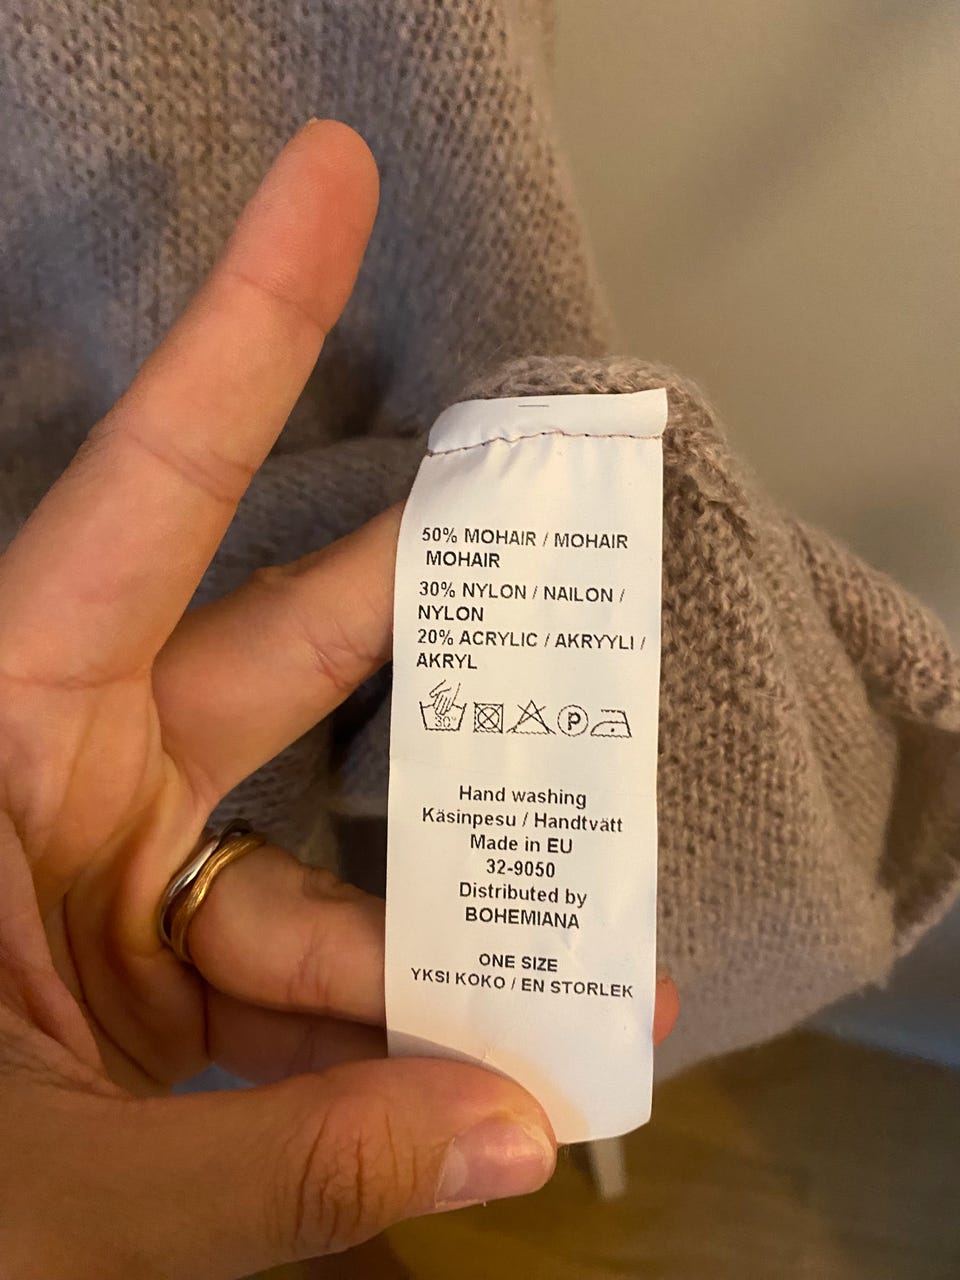 50% MOHAIR / MOHAIR
MOHAIR
30% NYLON / NAILON /
NYLON
20% ACRYLIC / AKRYYLI /
AKRYL
30° P
Hand washing
Käsinpesu / Handtvätt
Made in EU
32-9050
Distributed by
BOHEMIANA
ONE SIZE
YKSI KOKO / EN STORLEK